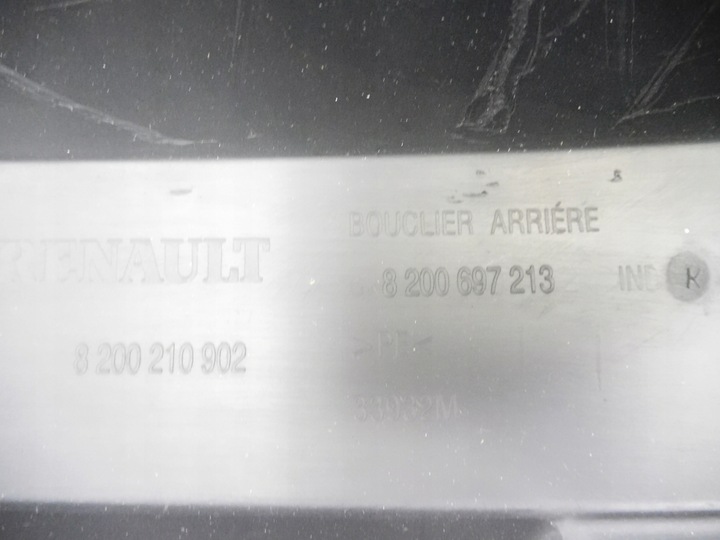 BOUCLIER ARRIÉRE
RENAULT
8 200 697 213
IND K
8 200 210 902